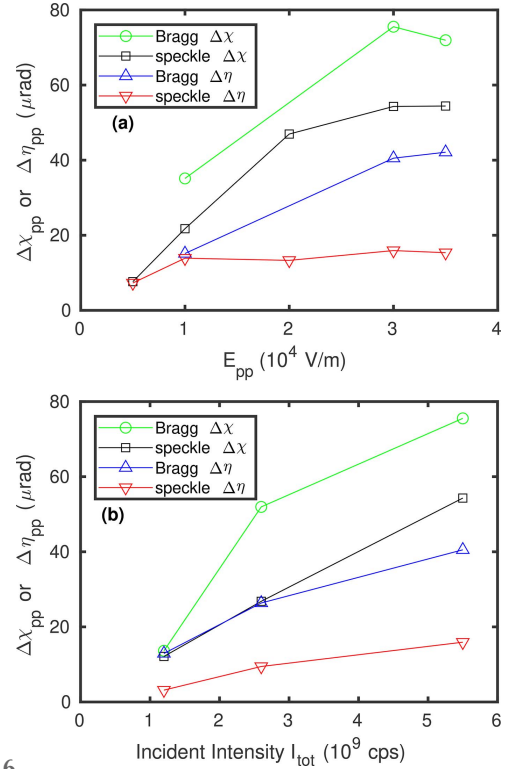 80
60
40
20
0
Δχpp or Δηpp (μrad)
Bragg Δχ
speckle Δχ
Bragg Δη
speckle Δη
(a)
0 1 2 3 4
Epp (10⁴ V/m)
80
60
40
20
0
Δχpp or Δηpp (μrad)
Bragg Δχ
speckle Δχ
Bragg Δη
speckle Δη
(b)
0 1 2 3 4 5 6
Incident Intensity Itot (10⁹ cps)
6